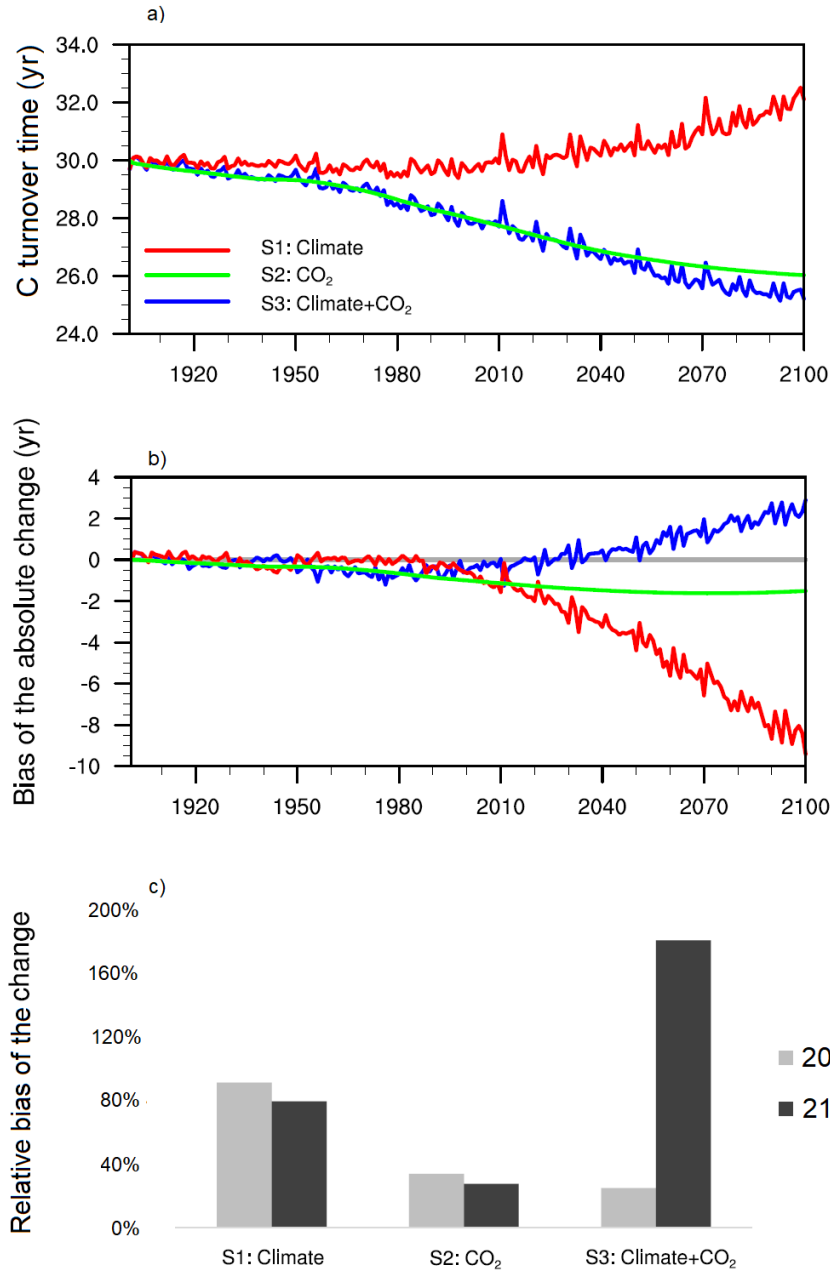 a)
C turnover time (yr)
34.0
32.0
30.0
28.0
26.0
24.0
S1: Climate
S2: CO₂
S3: Climate+CO₂
1920 1950 1980 2010 2040 2070 2100
b)
Bias of the absolute change (yr)
4
2
0
-2
-4
-6
-8
-10
1920 1950 1980 2010 2040 2070 2100
c)
Relative bias of the change
200%
160%
120%
80%
40%
0%
20
21
S1: Climate S2: CO₂ S3: Climate+CO₂